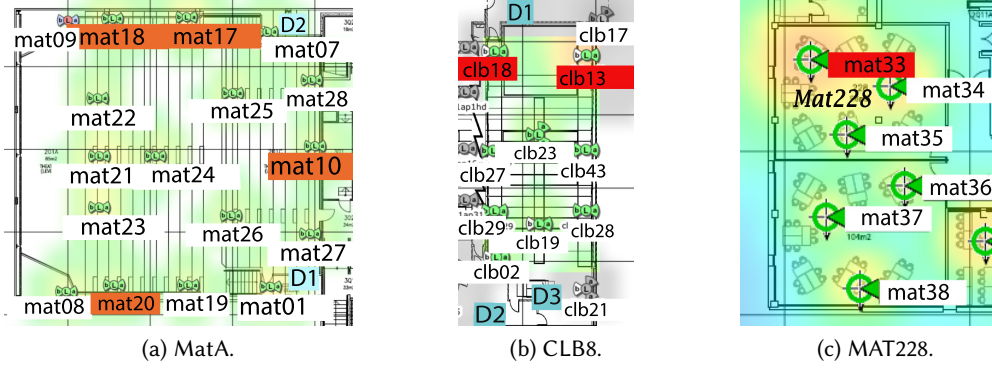 D2
mat09 mat18 mat17
mat07
mat28
mat25
mat22
mat10
mat21 mat24
mat23
mat26
mat27
D1
mat08 mat20 mat19 mat01
(a) MatA.
D1
clb17
clb18
clb13
clb23
clb27 clb43
clb29 clb28
clb19
clb02
D3
D2 clb21
(b) CLB8.
mat33
mat34
Mat228
mat35
mat36
mat37
104m2
mat38
(c) MAT228.